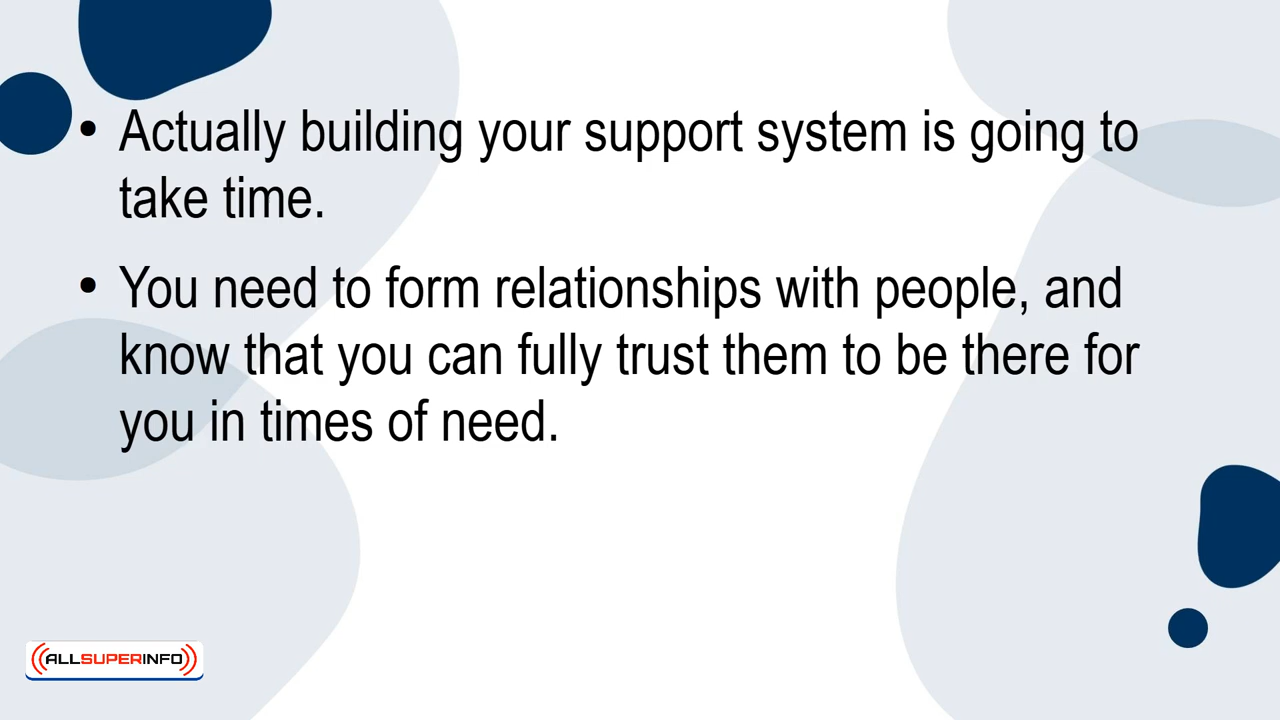 • Actually building your support system is going to
take time.
• You need to form relationships with people, and
know that you can fully trust them to be there for
you in times of need.
ALLSUPERINFO